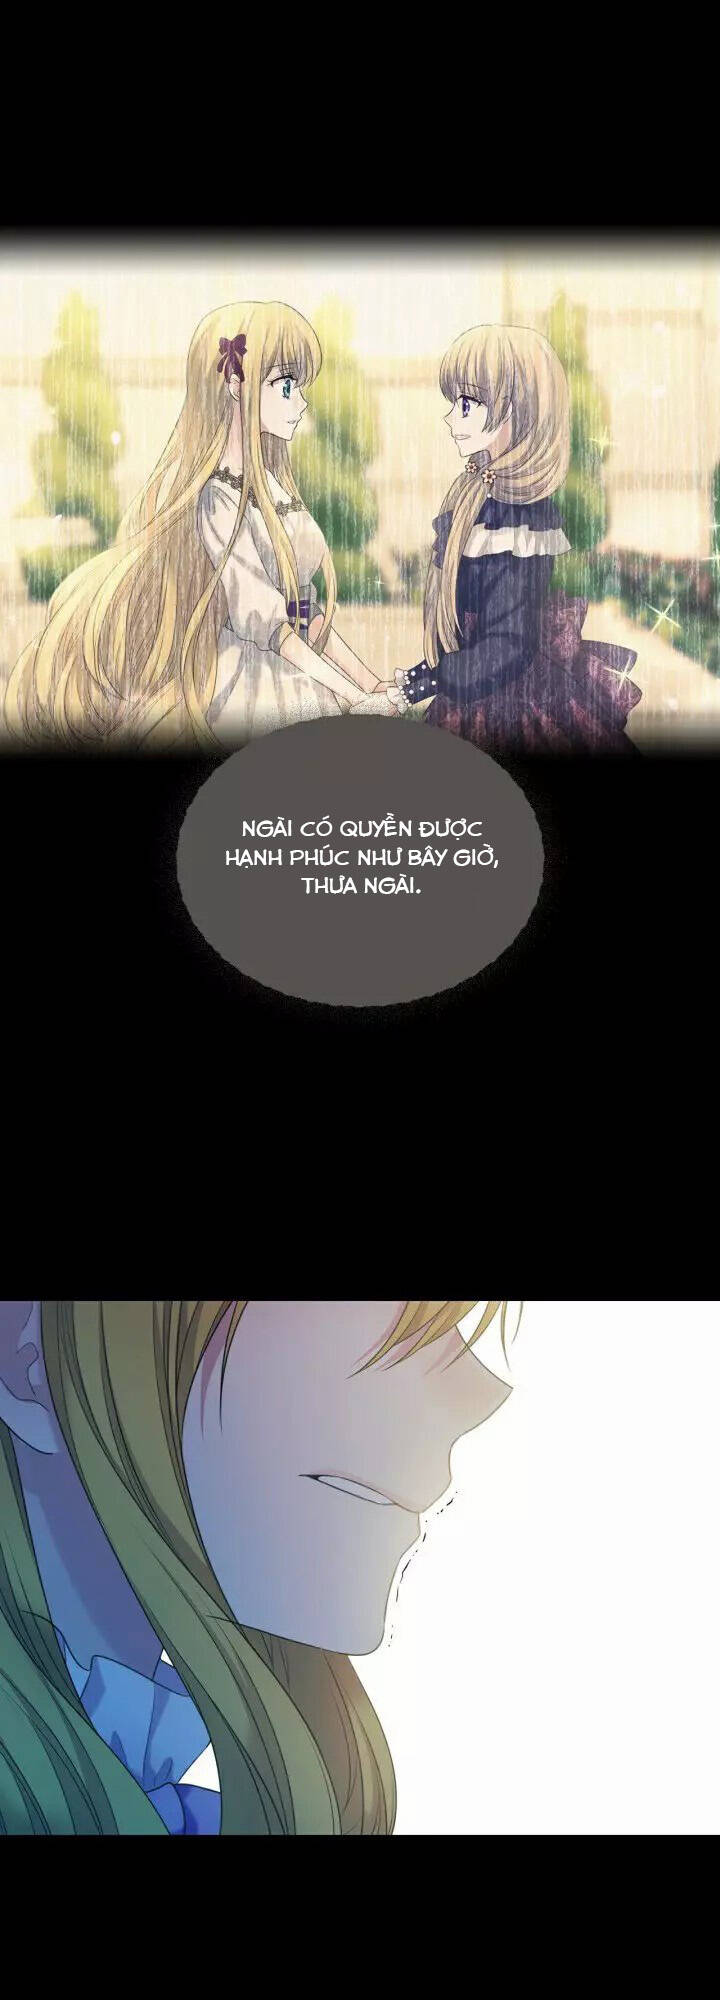 NGÀI CÓ QUYỀN ĐƯỢC
HẠNH PHÚC NHƯ BÂY GIỜ,
THƯA NGÀI.